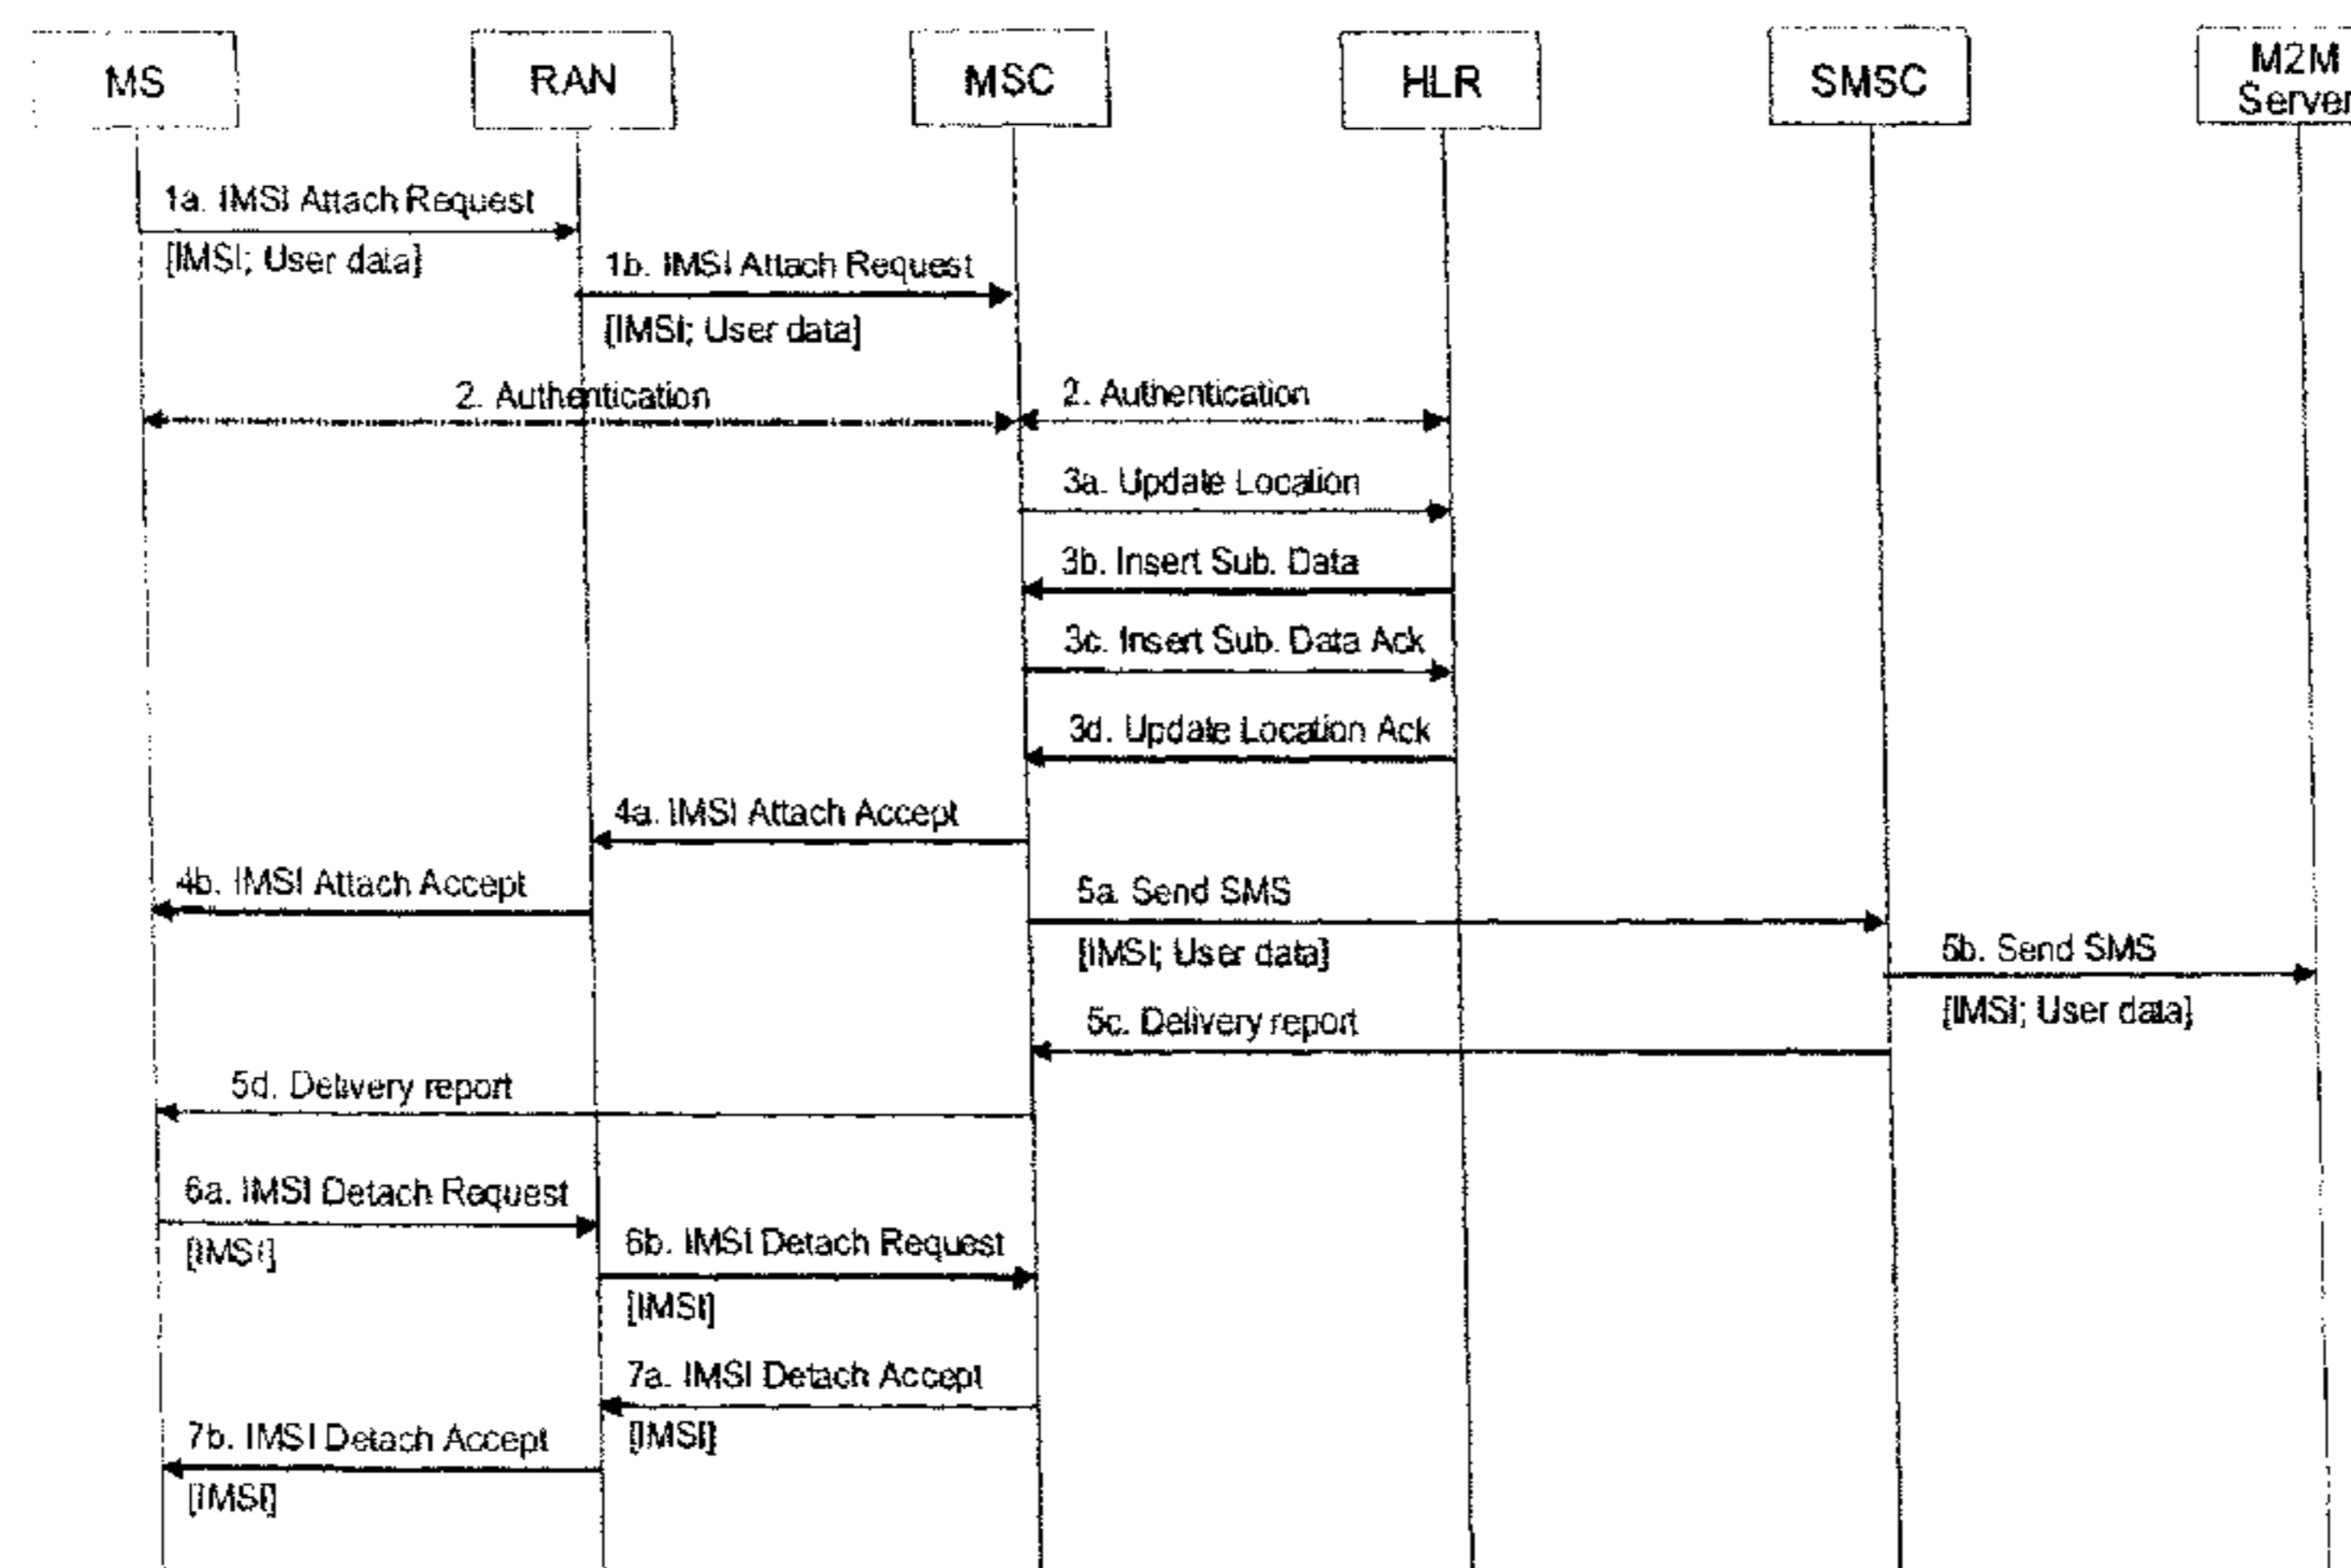 MS
RAN
MSC
HLR
SMSC
M2M
Server
1a. IMSI Attach Request
[IMSI; User data]
1b. IMSI Attach Request
[IMSI; User data]
2. Authentication
2. Authentication
3a. Update Location
3b. Insert Sub. Data
3c. Insert Sub. Data Ack
3d. Update Location Ack
4a. IMSI Attach Accept
4b. IMSI Attach Accept
5a. Send SMS
[IMSI; User data]
5b. Send SMS
[IMSI; User data]
5c. Delivery report
5d. Delivery report
6a. IMSI Detach Request
[IMSI]
6b. IMSI Detach Request
[IMSI]
7a. IMSI Detach Accept
[IMSI]
7b. IMSI Detach Accept
[IMSI]